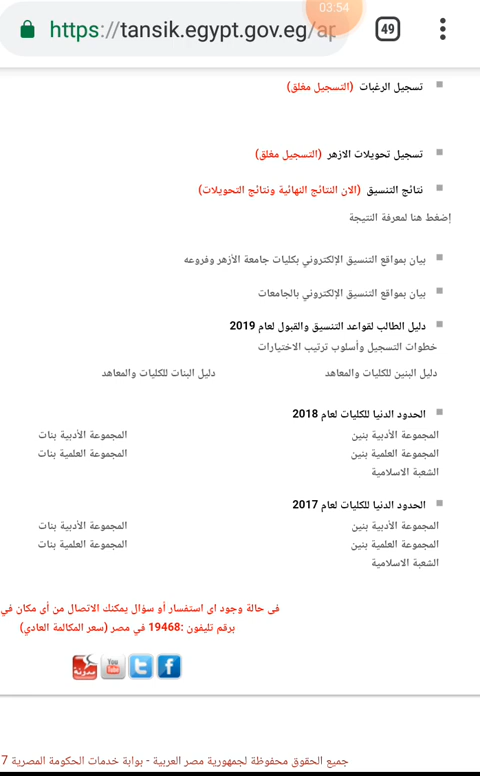 03:54
https://tansik.egypt.gov.eg/ap
49
تسجيل الرغبات (التسجيل مغلق)
تسجيل تحويلات الازهر (التسجيل مغلق)
نتائج التنسيق (الان النتائج النهائية ونتائج التحويلات)
إضغط هنا لمعرفة النتيجة
بيان بمواقع التنسيق الإلكتروني بكليات جامعة الأزهر وفروعه
بيان بمواقع التنسيق الإلكتروني بالجامعات
دليل الطالب لقواعد التنسيق والقبول لعام 2019
خطوات التسجيل وأسلوب ترتيب الاختيارات
دليل البنين للكليات والمعاهد دليل البنات للكليات والمعاهد
الحدود الدنيا للكليات لعام 2018
المجموعة الأدبية بنين المجموعة الأدبية بنات
المجموعة العلمية بنين المجموعة العلمية بنات
الشعبة الاسلامية
الحدود الدنيا للكليات لعام 2017
المجموعة الأدبية بنين المجموعة الأدبية بنات
المجموعة العلمية بنين المجموعة العلمية بنات
الشعبة الاسلامية
فى حالة وجود اى استفسار أو سؤال يمكنك الاتصال من أى مكان في
برقم تليفون :19468 في مصر (سعر المكالمة العادي)
You Tube
جميع الحقوق محفوظة لجمهورية مصر العربية - بوابة خدمات الحكومة المصرية 7